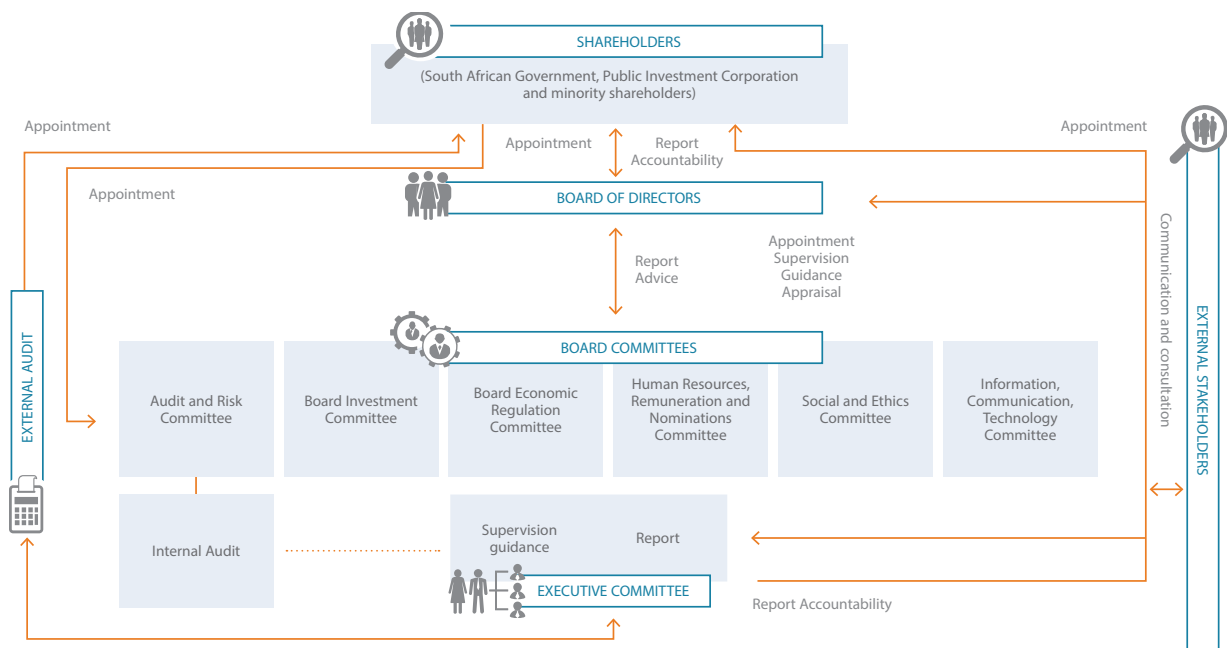 SHAREHOLDERS
(South African Government, Public Investment Corporation
and minority shareholders)
Appointment
Appointment
Appointment
Report
Accountability
Appointment
BOARD OF DIRECTORS
Report
Advice
Appointment
Supervision
Guidance
Appraisal
Communication and consultation
EXTERNAL AUDIT
EXTERNAL STAKEHOLDERS
BOARD COMMITTEES
Audit and Risk
Committee
Board Investment
Committee
Board Economic
Regulation
Committee
Human Resources,
Remuneration and
Nominations
Committee
Social and Ethics
Committee
Information,
Communication,
Technology
Committee
Internal Audit
Supervision
guidance
Report
EXECUTIVE COMMITTEE
Report Accountability